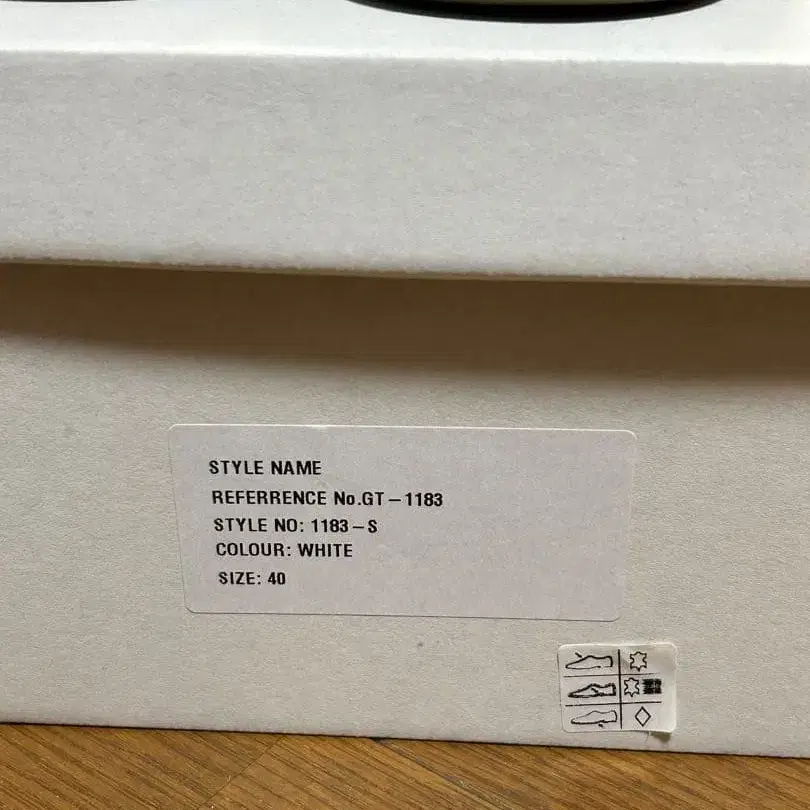 STYLE NAME
REFERRENCE No.GT–1183
STYLE NO: 1183–S
COLOUR: WHITE
SIZE: 40